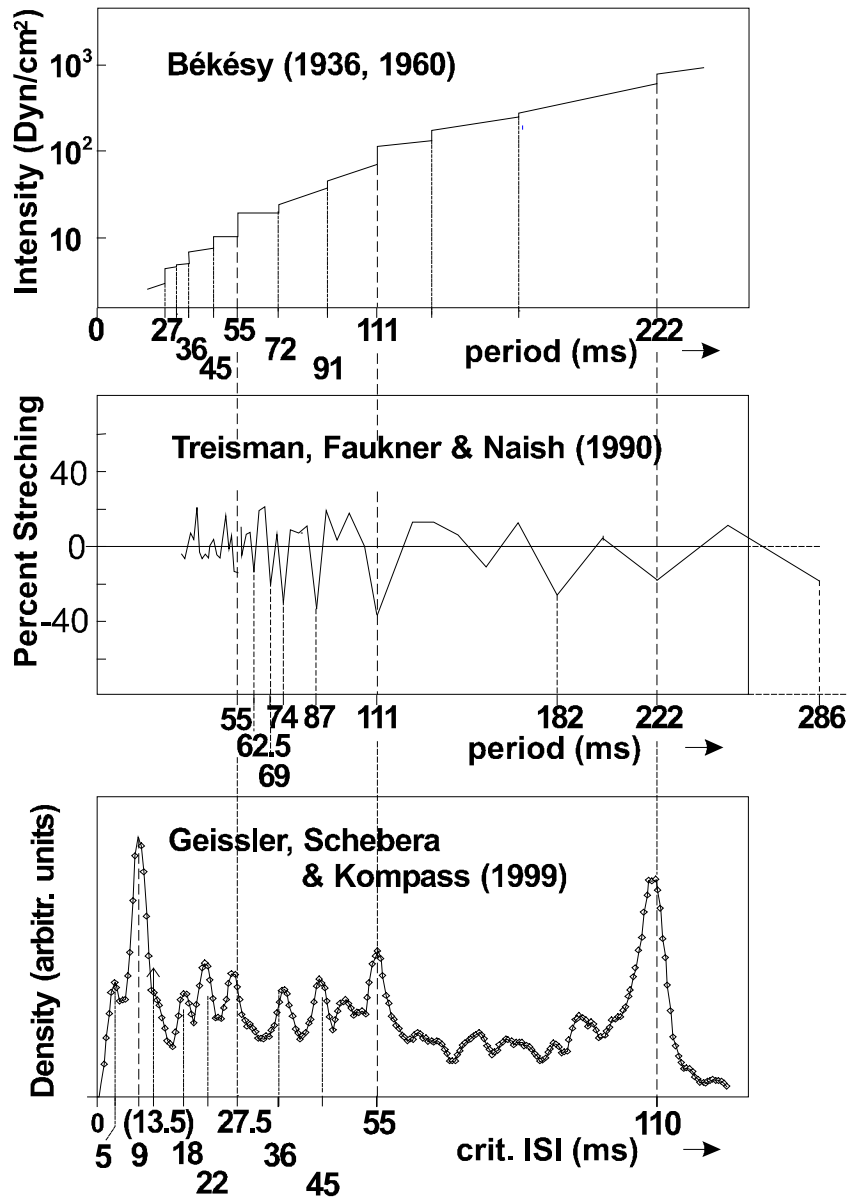 Intensity (Dyn/cm²)
10³
10²
10
Békésy (1936, 1960)
0 27 55 111 222
36 72
45 91
period (ms)
Percent Streching
40
0
-40
Treisman, Faukner & Naish (1990)
55 74 87 111 182 222 286
62.5
69
period (ms)
Density (arbitr. units)
Geissler, Schebera
& Kompass (1999)
0 (13.5) 27.5 55 110
5 9 18 36
22 45
crit. ISI (ms)